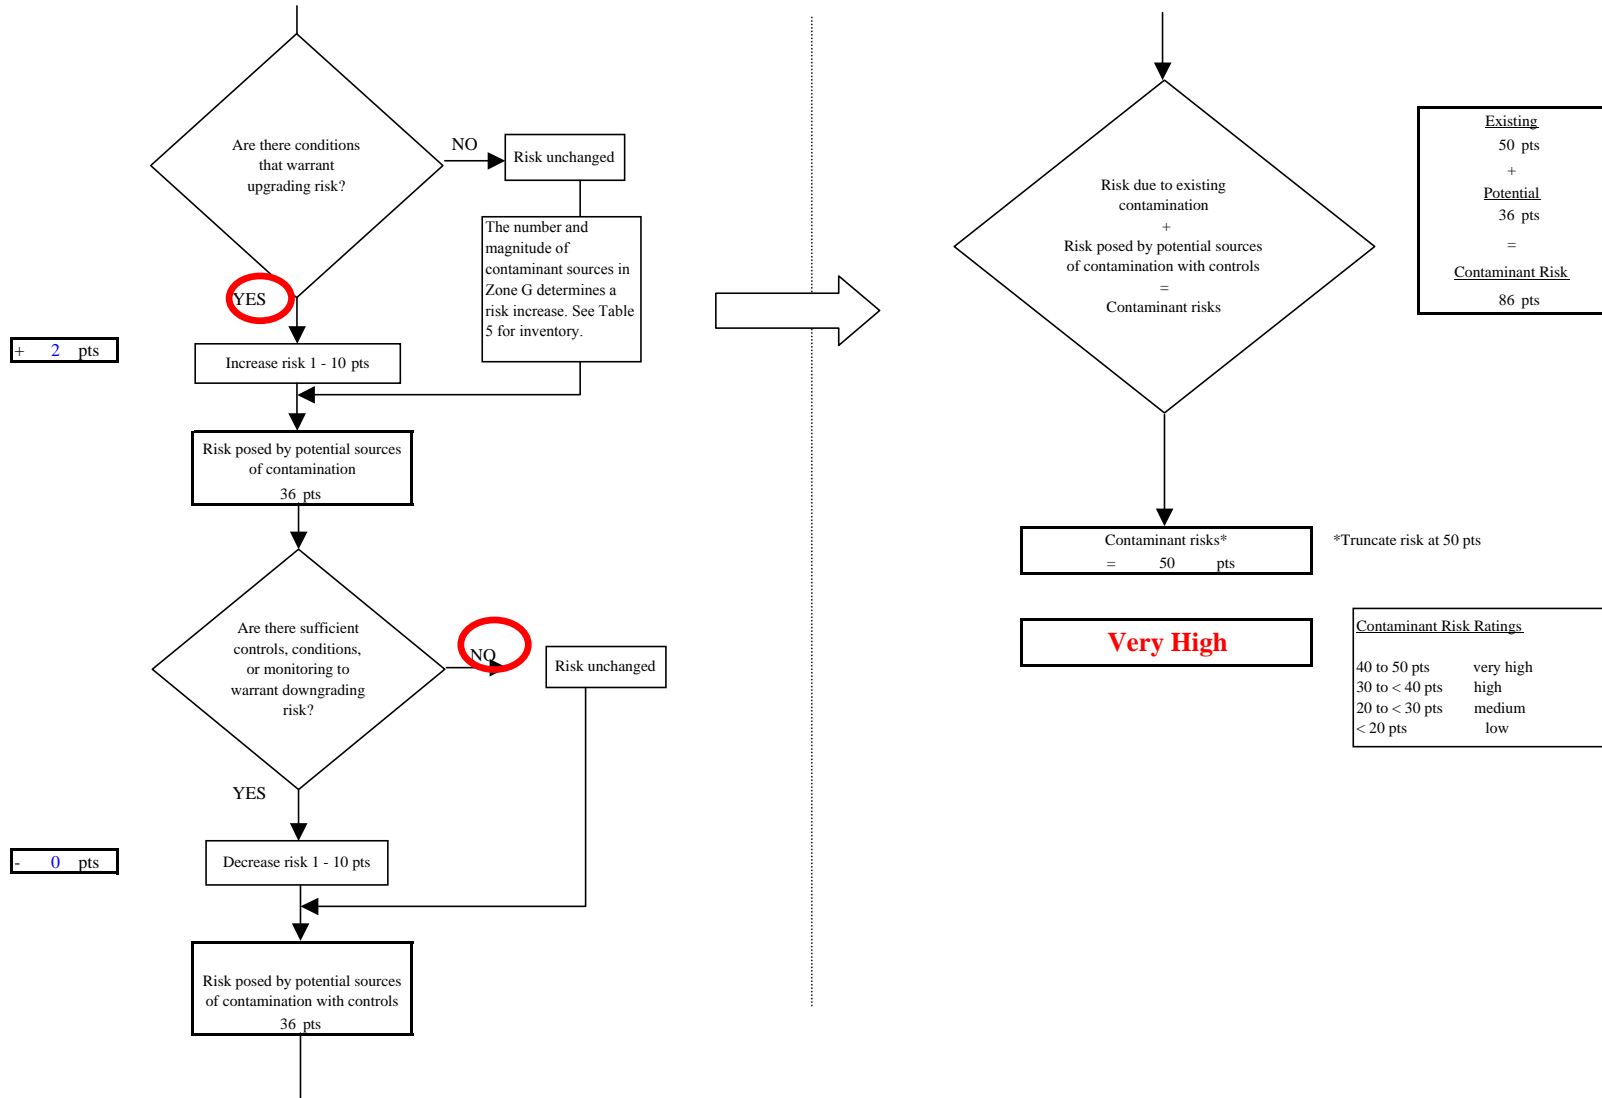 Are there conditions
that warrant
upgrading risk?
NO
Risk unchanged
The number and
magnitude of
contaminant sources in
Zone G determines a
risk increase. See Table
5 for inventory.
YES
+ 2 pts
Increase risk 1 - 10 pts
Risk posed by potential sources
of contamination
36 pts
Are there sufficient
controls, conditions,
or monitoring to
warrant downgrading
risk?
NO
Risk unchanged
YES
- 0 pts
Decrease risk 1 - 10 pts
Risk posed by potential sources
of contamination with controls
36 pts
Risk due to existing
contamination
+
Risk posed by potential sources
of contamination with controls
=
Contaminant risks
Existing
50 pts
+
Potential
36 pts
=
Contaminant Risk
86 pts
Contaminant risks*
= 50 pts
*Truncate risk at 50 pts
Very High
Contaminant Risk Ratings
40 to 50 pts very high
30 to < 40 pts high
20 to < 30 pts medium
< 20 pts low